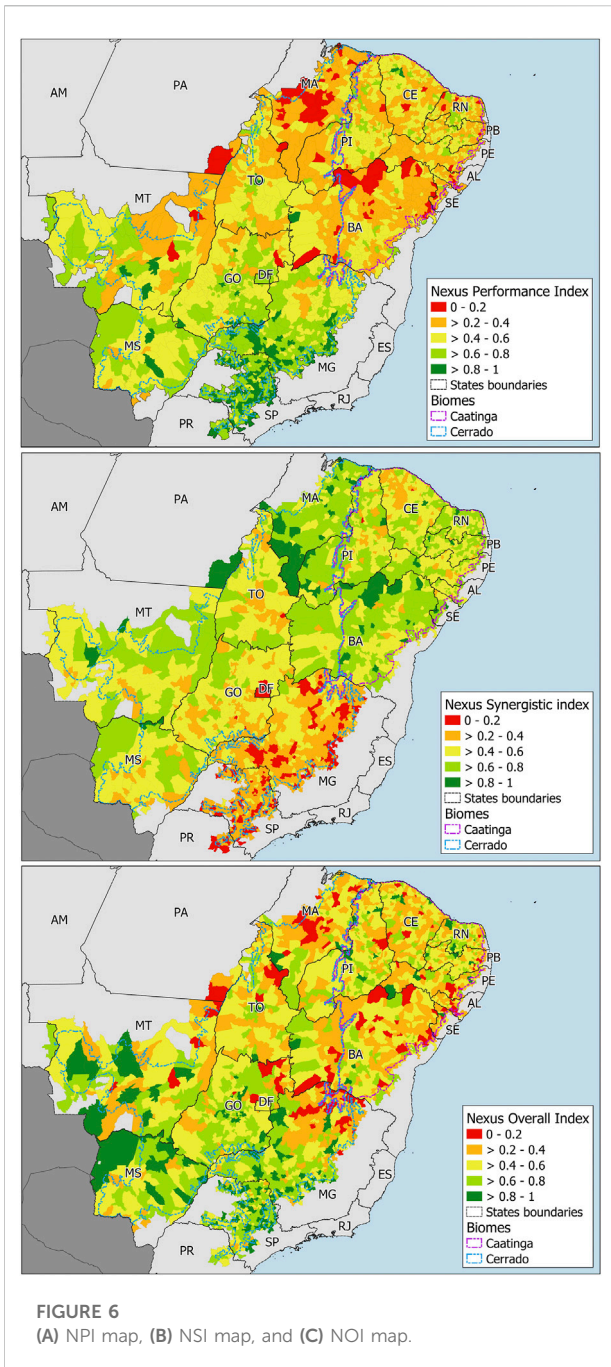 AM
PA
MA
CE
RN
PB
PI
PE
AL
SE
TO
MT
BA
GO
DF
MS
MG
ES
SP
RJ
PR
Nexus Performance Index
0 - 0.2
> 0.2 - 0.4
> 0.4 - 0.6
> 0.6 - 0.8
> 0.8 - 1
States boundaries
Biomes
Caatinga
Cerrado
AM
PA
MA
CE
RN
PB
PI
PE
AL
SE
TO
MT
BA
GO
DF
MS
MG
ES
SP
RJ
PR
Nexus Synergistic index
0 - 0.2
> 0.2 - 0.4
> 0.4 - 0.6
> 0.6 - 0.8
> 0.8 - 1
States boundaries
Biomes
Caatinga
Cerrado
AM
PA
MA
CE
RN
PB
PI
PE
AL
SE
TO
MT
BA
GO
DF
MS
MG
ES
SP
RJ
PR
Nexus Overall Index
0 - 0.2
> 0.2 - 0.4
> 0.4 - 0.6
> 0.6 - 0.8
> 0.8 - 1
States boundaries
Biomes
Caatinga
Cerrado
FIGURE 6
(A) NPI map, (B) NSI map, and (C) NOI map.